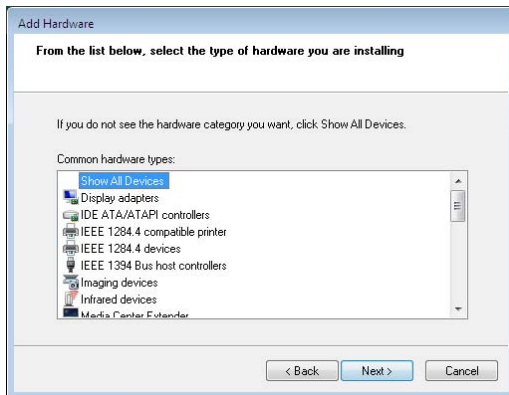 Add Hardware
From the list below, select the type of hardware you are installing
If you do not see the hardware category you want, click Show All Devices.
Common hardware types:
Show All Devices
Display adapters
IDE ATA/ATAPI controllers
IEEE 1284.4 compatible printer
IEEE 1284.4 devices
IEEE 1394 Bus host controllers
Imaging devices
Infrared devices
Media Center Extender
< Back Next > Cancel